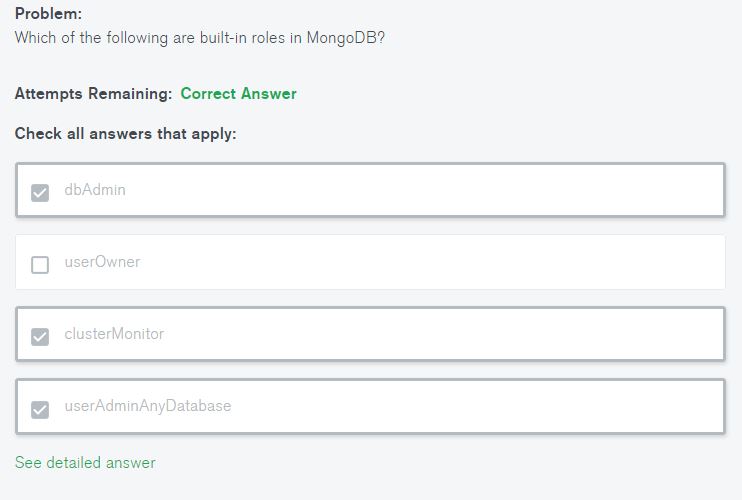 Problem:
Which of the following are built-in roles in MongoDB?
Attempts Remaining: Correct Answer
Check all answers that apply:
dbAdmin
userOwner
clusterMonitor
userAdminAnyDatabase
See detailed answer